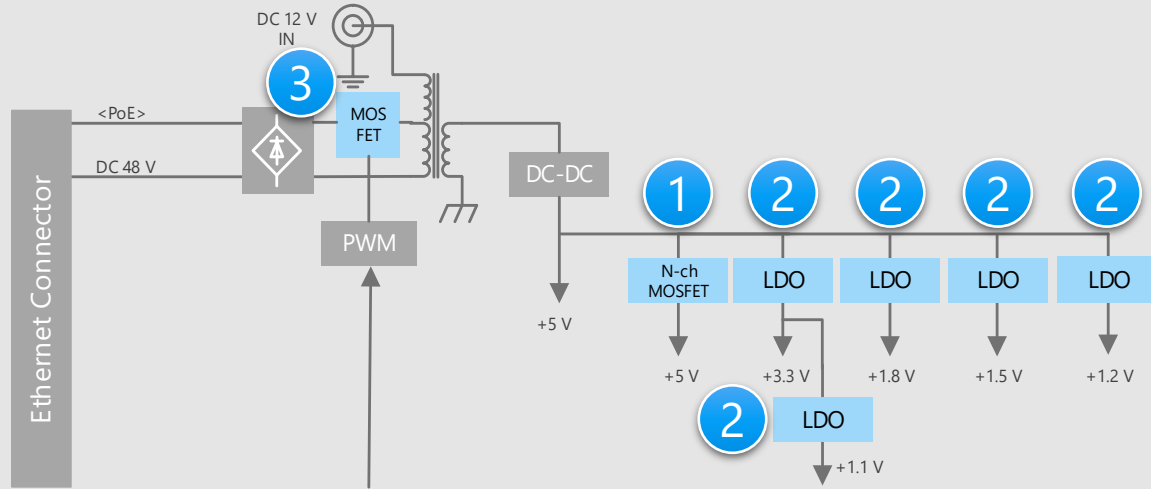 DC 12 V
IN
3
<PoE>
MOS
FET
DC 48 V
Ethernet Connector
PWM
DC-DC
1
2
2
2
2
N-ch
MOSFET
LDO
LDO
LDO
LDO
+5 V
+5 V
+3.3 V
+1.8 V
+1.5 V
+1.2 V
2
LDO
+1.1 V